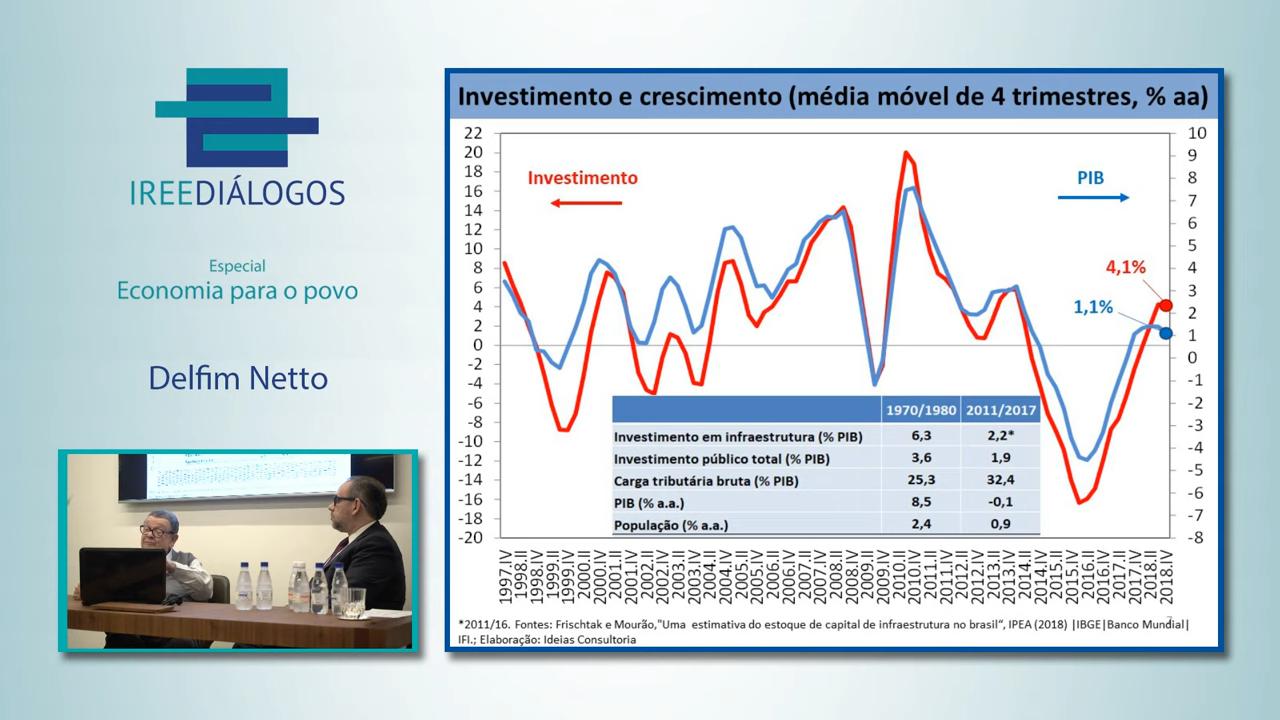 IREEDIÁLOGOS
Especial
Economia para o povo
Delfim Netto
Investimento e crescimento (média móvel de 4 trimestres, % aa)
Investimento
PIB
4,1%
1,1%
22
20
18
16
14
12
10
8
6
4
2
0
-2
-4
-6
-8
-10
-12
-14
-16
-18
-20
10
9
8
7
6
5
4
3
2
1
0
-1
-2
-3
-4
-5
-6
-7
-8
1970/1980 2011/2017
Investimento em infraestrutura (% PIB) 6,3 2,2*
Investimento público total (% PIB) 3,6 1,9
Carga tributária bruta (% PIB) 25,3 32,4
PIB (% a.a.) 8,5 -0,1
População (% a.a.) 2,4 0,9
1997.IV
1998.II
1998.IV
1999.II
1999.IV
2000.II
2000.IV
2001.II
2001.IV
2002.II
2002.IV
2003.II
2003.IV
2004.II
2004.IV
2005.II
2005.IV
2006.II
2006.IV
2007.II
2007.IV
2008.II
2008.IV
2009.II
2009.IV
2010.II
2010.IV
2011.II
2011.IV
2012.II
2012.IV
2013.II
2013.IV
2014.II
2014.IV
2015.II
2015.IV
2016.II
2016.IV
2017.II
2017.IV
2018.II
2018.IV
*2011/16. Fontes: Frischtak e Mourão,"Uma estimativa do estoque de capital de infraestrutura no brasil“, IPEA (2018) |IBGE|Banco Mundial|
IFI.; Elaboração: Ideias Consultoria